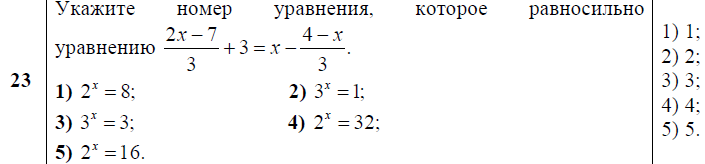 Укажите номер уравнения, которое равносильно
уравнению (2x − 7)/3 + 3 = x − (4 − x)/3.
23
1) 2^x = 8; 2) 3^x = 1;
3) 3^x = 3; 4) 2^x = 32;
5) 2^x = 16.
1) 1;
2) 2;
3) 3;
4) 4;
5) 5.